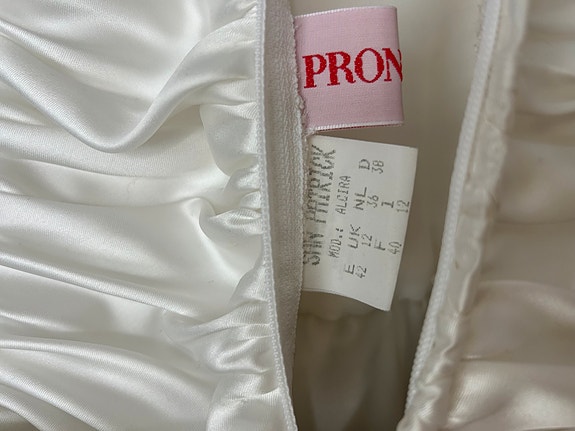 PRON
SAN PATRICK
MOD.: ALCIRA
E UK NL D
42 12 36 38
F I
40 12